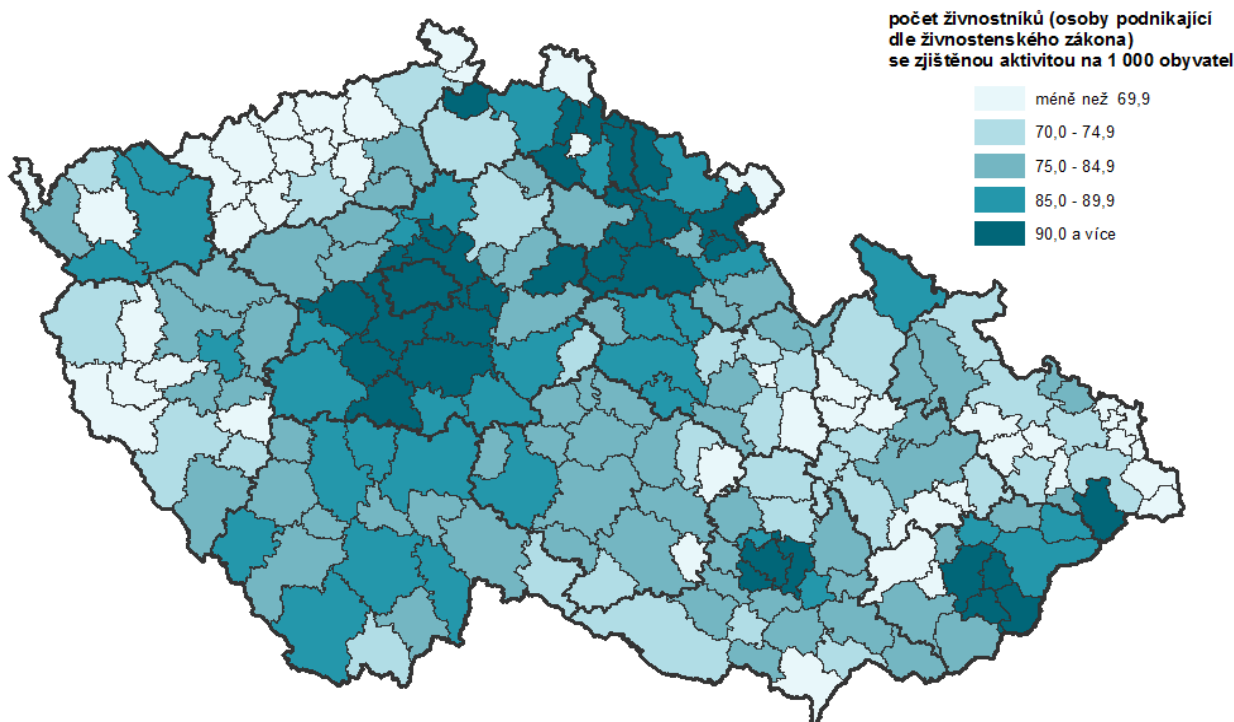 počet živnostníků (osoby podnikající
dle živnostenského zákona)
se zjištěnou aktivitou na 1 000 obyvatel
méně než 69,9
70,0 - 74,9
75,0 - 84,9
85,0 - 89,9
90,0 a více